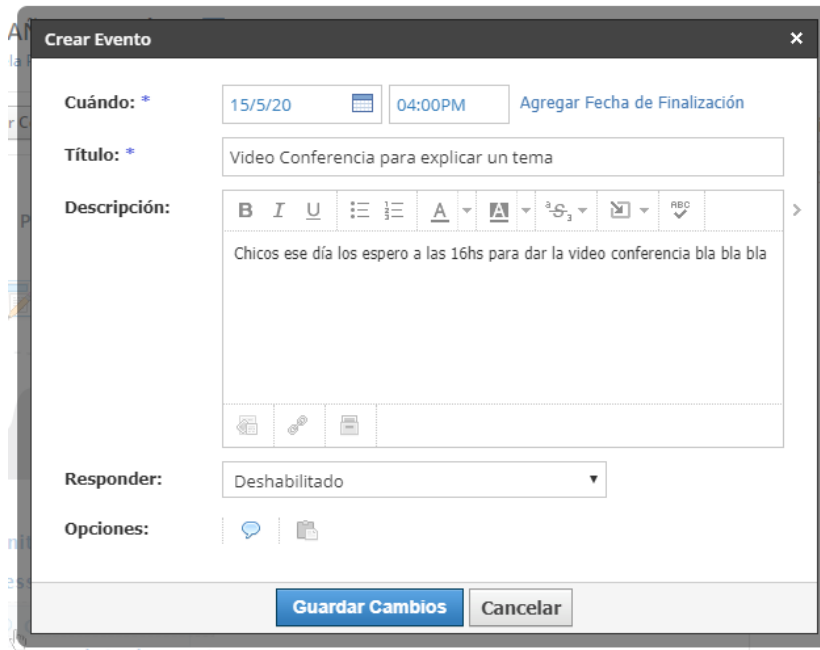 Crear Evento ×
Cuándo: * 15/5/20 04:00PM Agregar Fecha de Finalización
Título: * Video Conferencia para explicar un tema
Descripción: B I U A A ᵃS₃ ABC
Chicos ese día los espero a las 16hs para dar la video conferencia bla bla bla
Responder: Deshabilitado
Opciones:
Guardar Cambios Cancelar